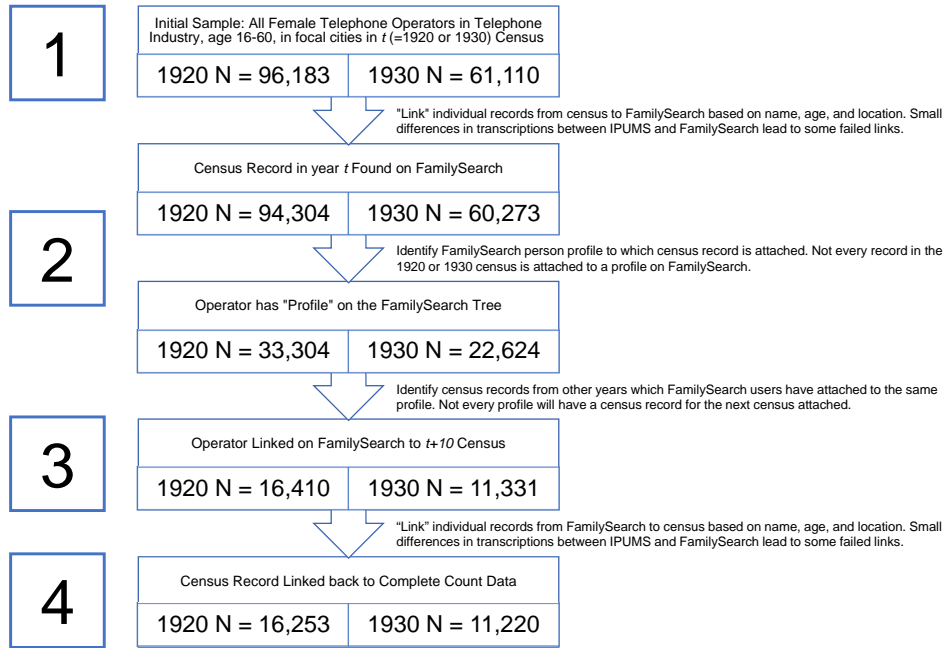 1
Initial Sample: All Female Telephone Operators in Telephone
Industry, age 16-60, in focal cities in t (=1920 or 1930) Census
1920 N = 96,183 1930 N = 61,110
"Link" individual records from census to FamilySearch based on name, age, and location. Small
differences in transcriptions between IPUMS and FamilySearch lead to some failed links.
2
Census Record in year t Found on FamilySearch
1920 N = 94,304 1930 N = 60,273
Identify FamilySearch person profile to which census record is attached. Not every record in the
1920 or 1930 census is attached to a profile on FamilySearch.
Operator has "Profile" on the FamilySearch Tree
1920 N = 33,304 1930 N = 22,624
Identify census records from other years which FamilySearch users have attached to the same
profile. Not every profile will have a census record for the next census attached.
3
Operator Linked on FamilySearch to t+10 Census
1920 N = 16,410 1930 N = 11,331
“Link” individual records from FamilySearch to census based on name, age, and location. Small
differences in transcriptions between IPUMS and FamilySearch lead to some failed links.
4
Census Record Linked back to Complete Count Data
1920 N = 16,253 1930 N = 11,220